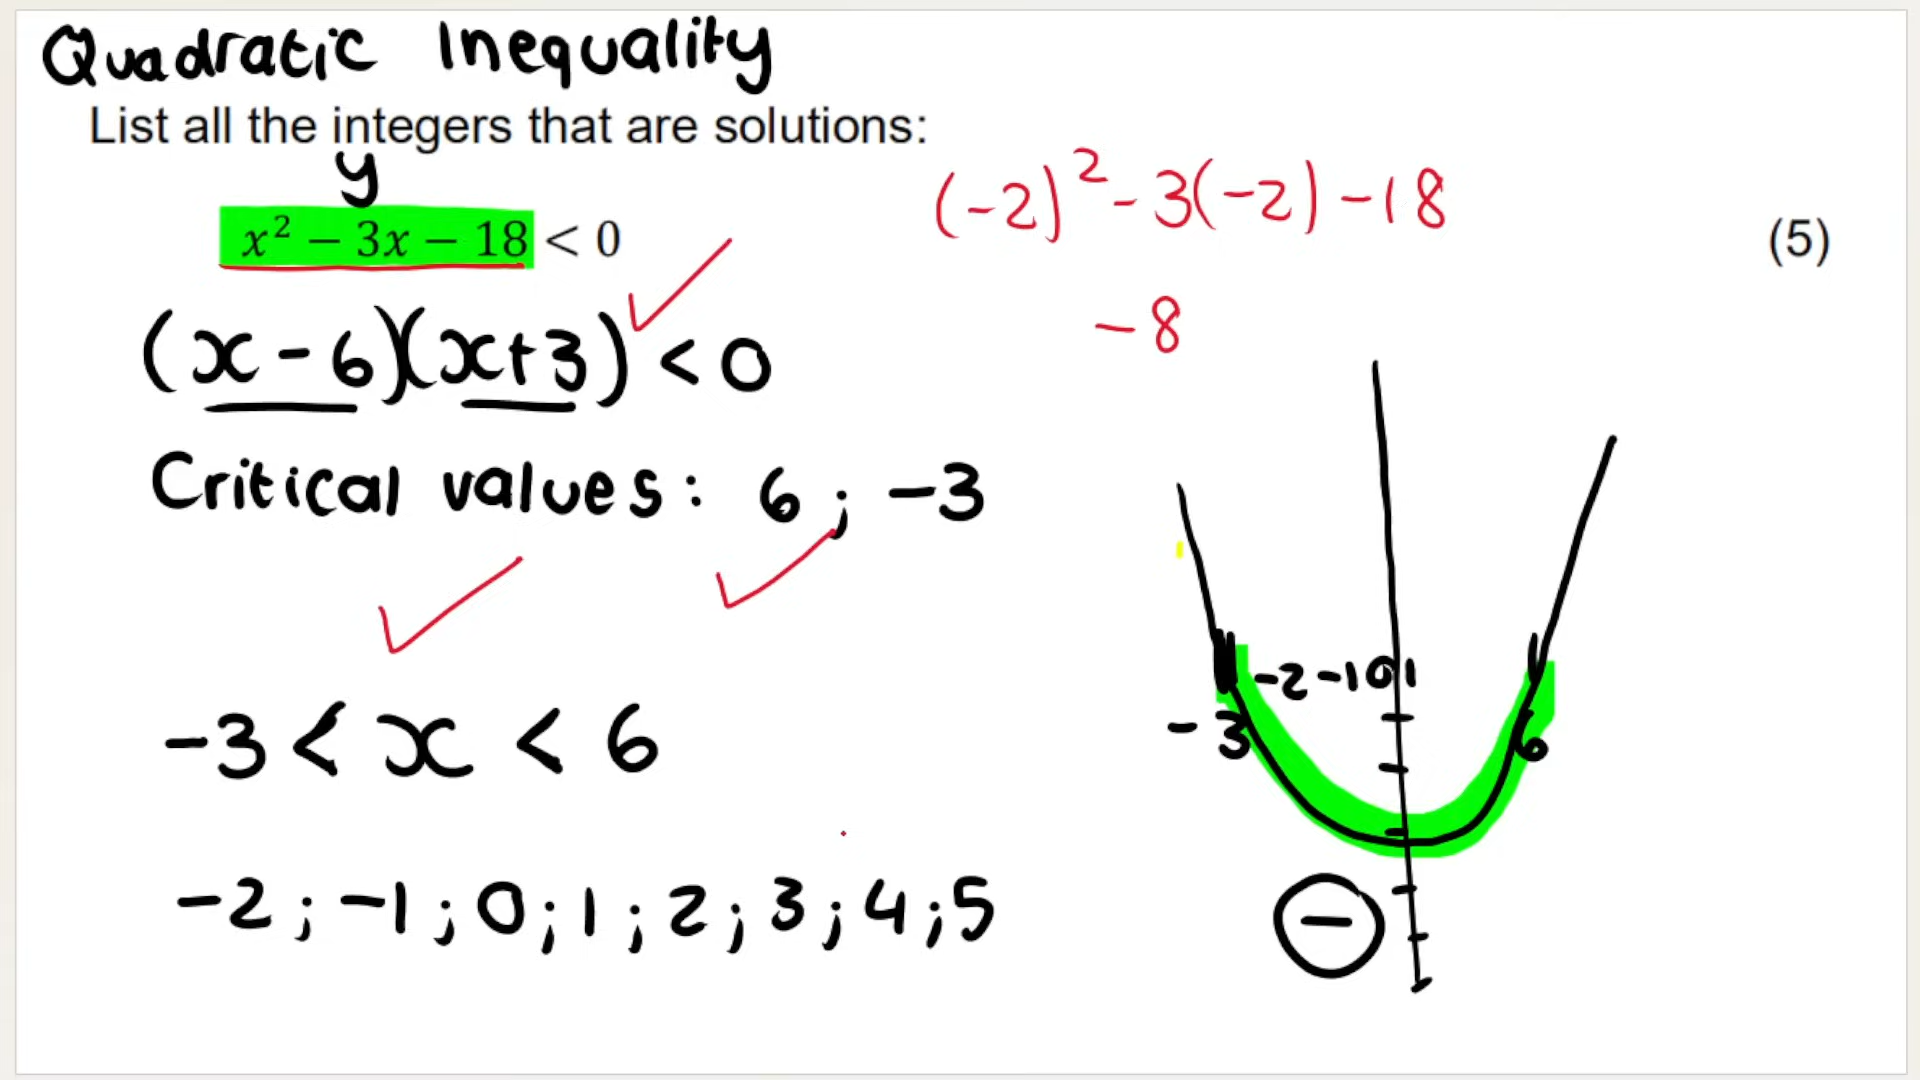 Quadratic Inequality
List all the integers that are solutions:
y
x² − 3x − 18 < 0
(-2)² - 3(-2) - 18
(5)
- 8
(x - 6)(x + 3) < 0
Critical values: 6 ; -3
-2 -1 0 1
- 3
6
-3 < x < 6
-2 ; -1 ; 0 ; 1 ; 2 ; 3 ; 4 ; 5
−